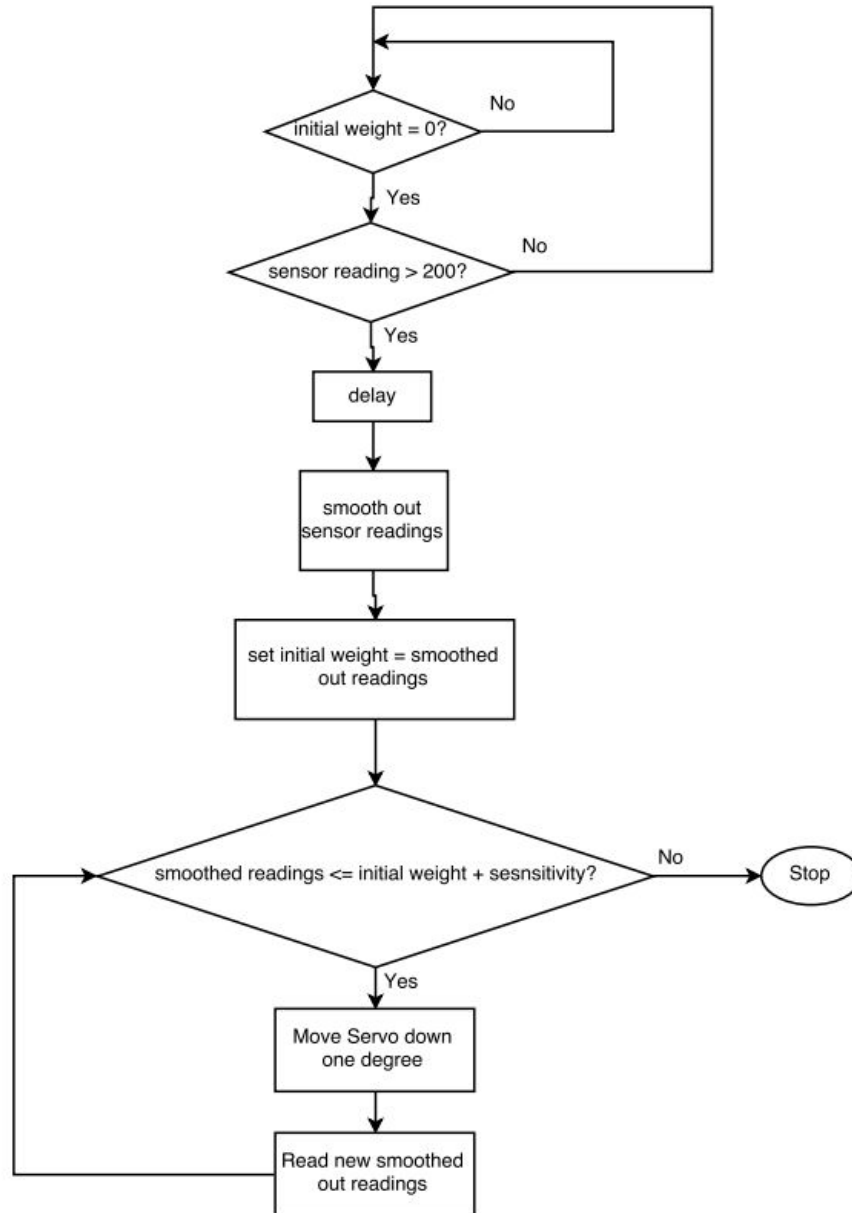 No
initial weight = 0?
Yes
No
sensor reading > 200?
Yes
delay
smooth out
sensor readings
set initial weight = smoothed
out readings
No
smoothed readings <= initial weight + sesnsitivity?
Stop
Yes
Move Servo down
one degree
Read new smoothed
out readings